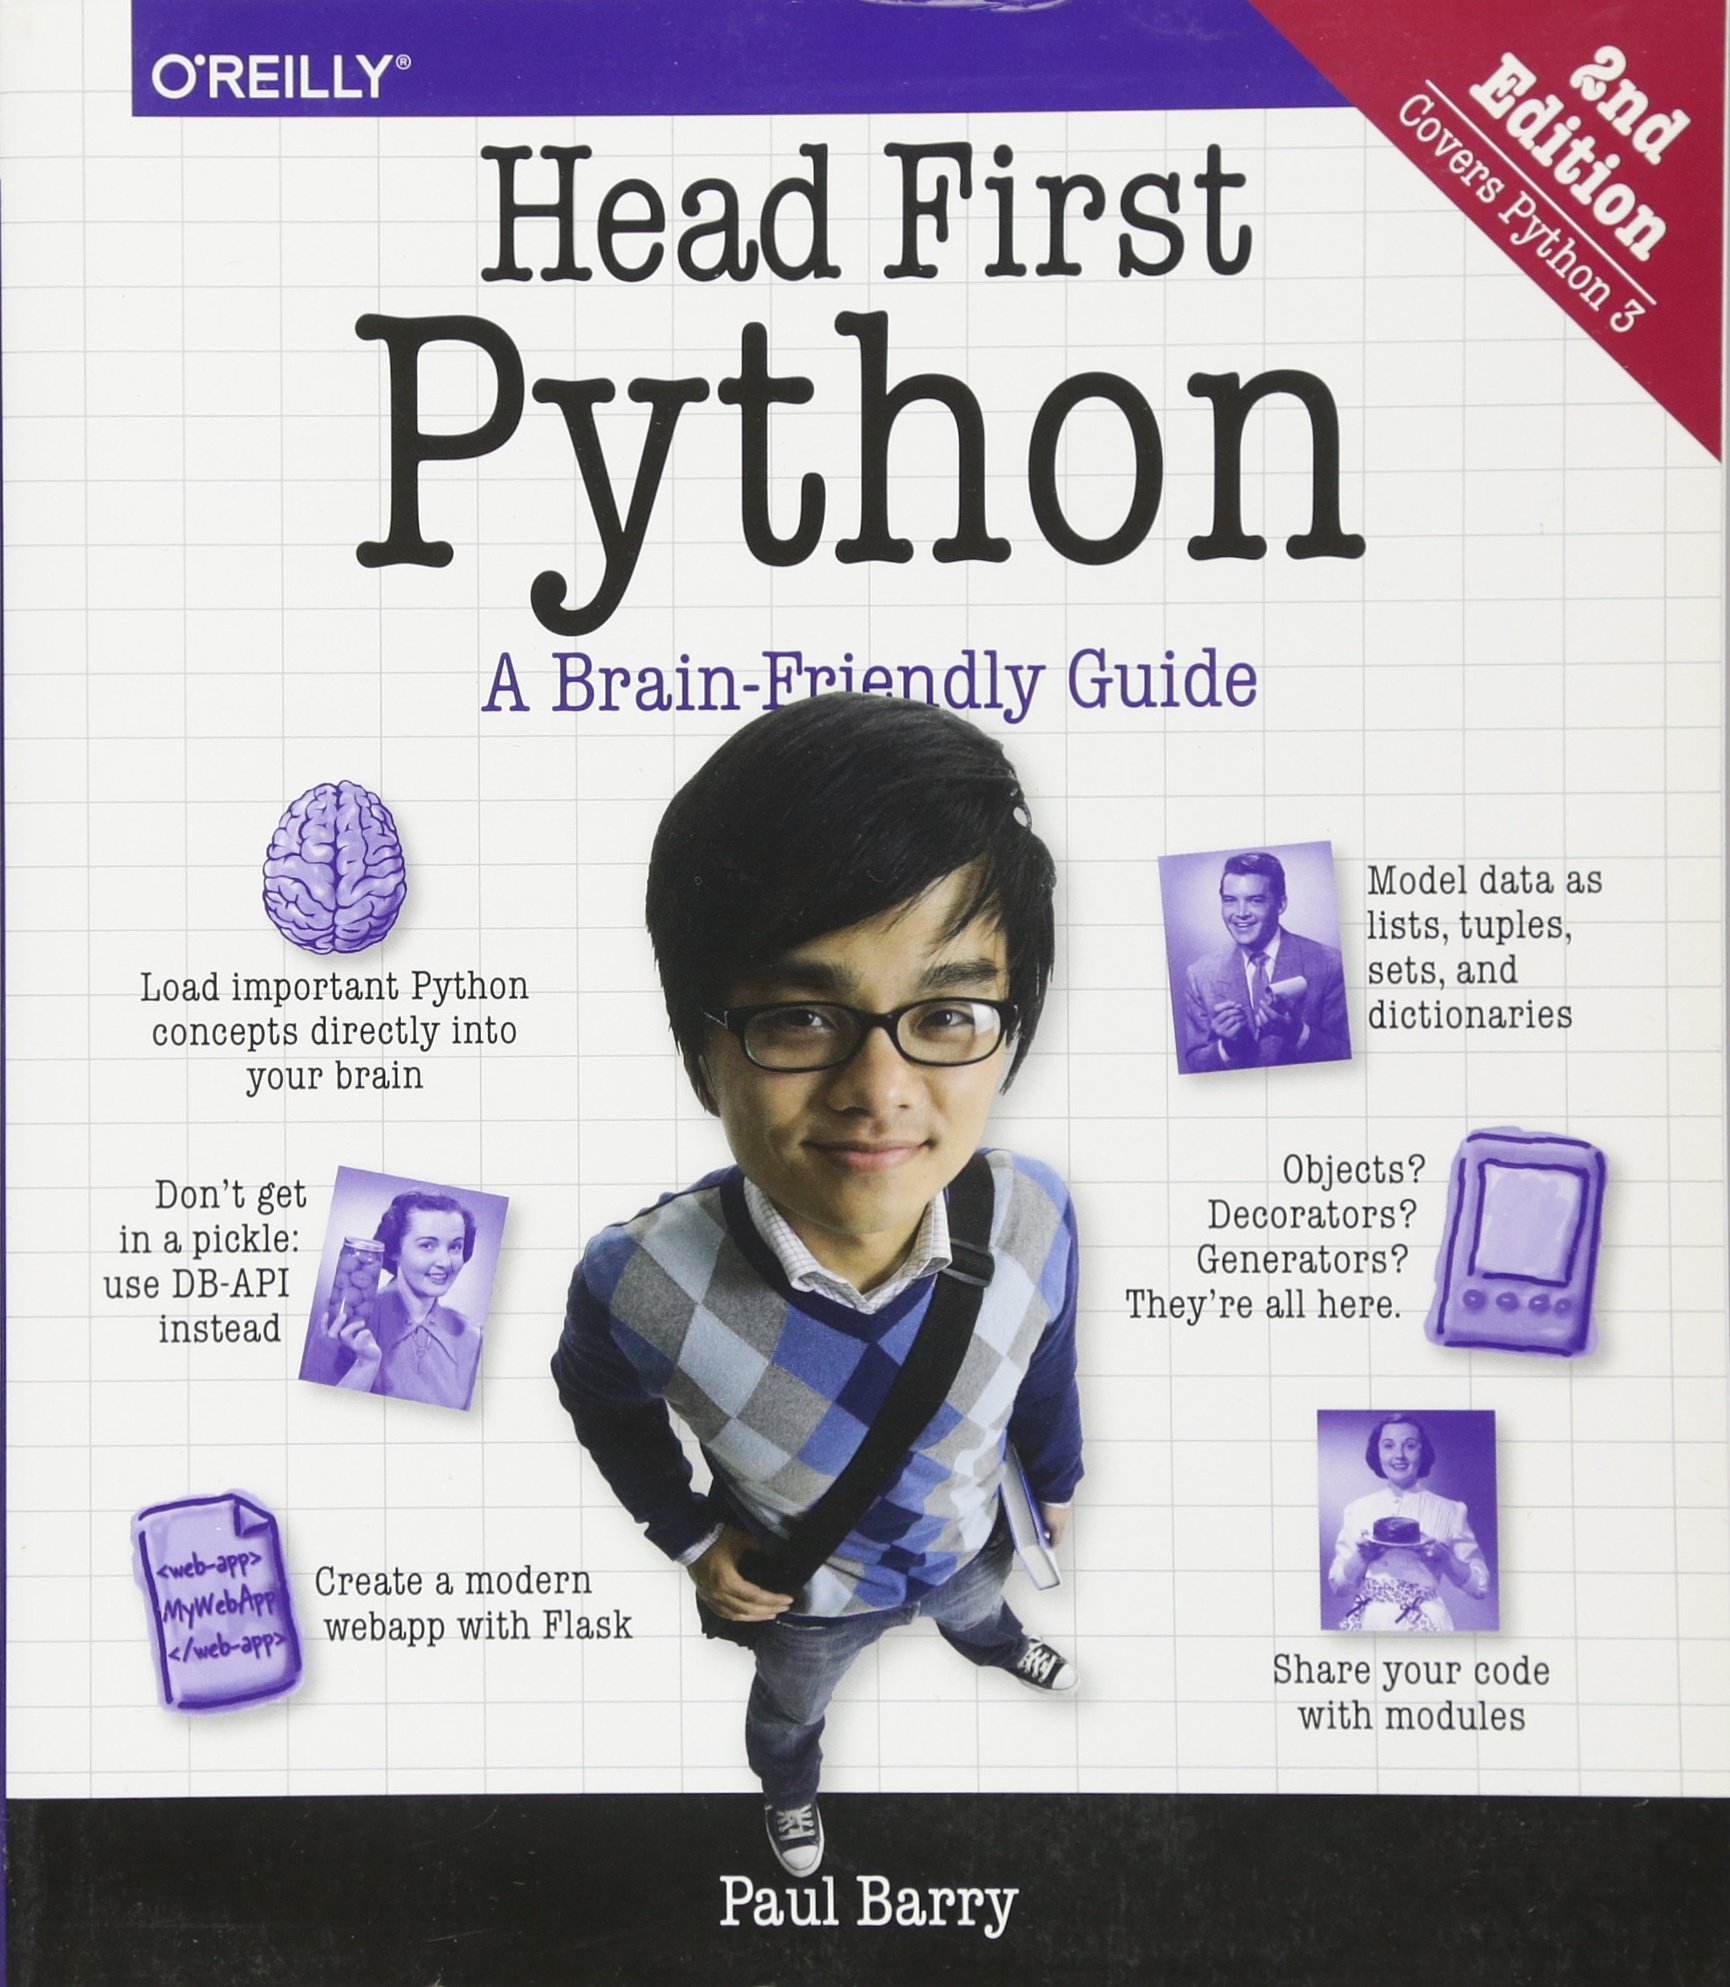 O'REILLY®
2nd
Edition
Covers Python 3
Head First
Python
A Brain-Friendly Guide
Load important Python
concepts directly into
your brain
Model data as
lists, tuples,
sets, and
dictionaries
Don't get
in a pickle:
use DB-API
instead
Objects?
Decorators?
Generators?
They're all here.
<web-app>
MyWebApp
</web-app>
Create a modern
webapp with Flask
Share your code
with modules
Paul Barry